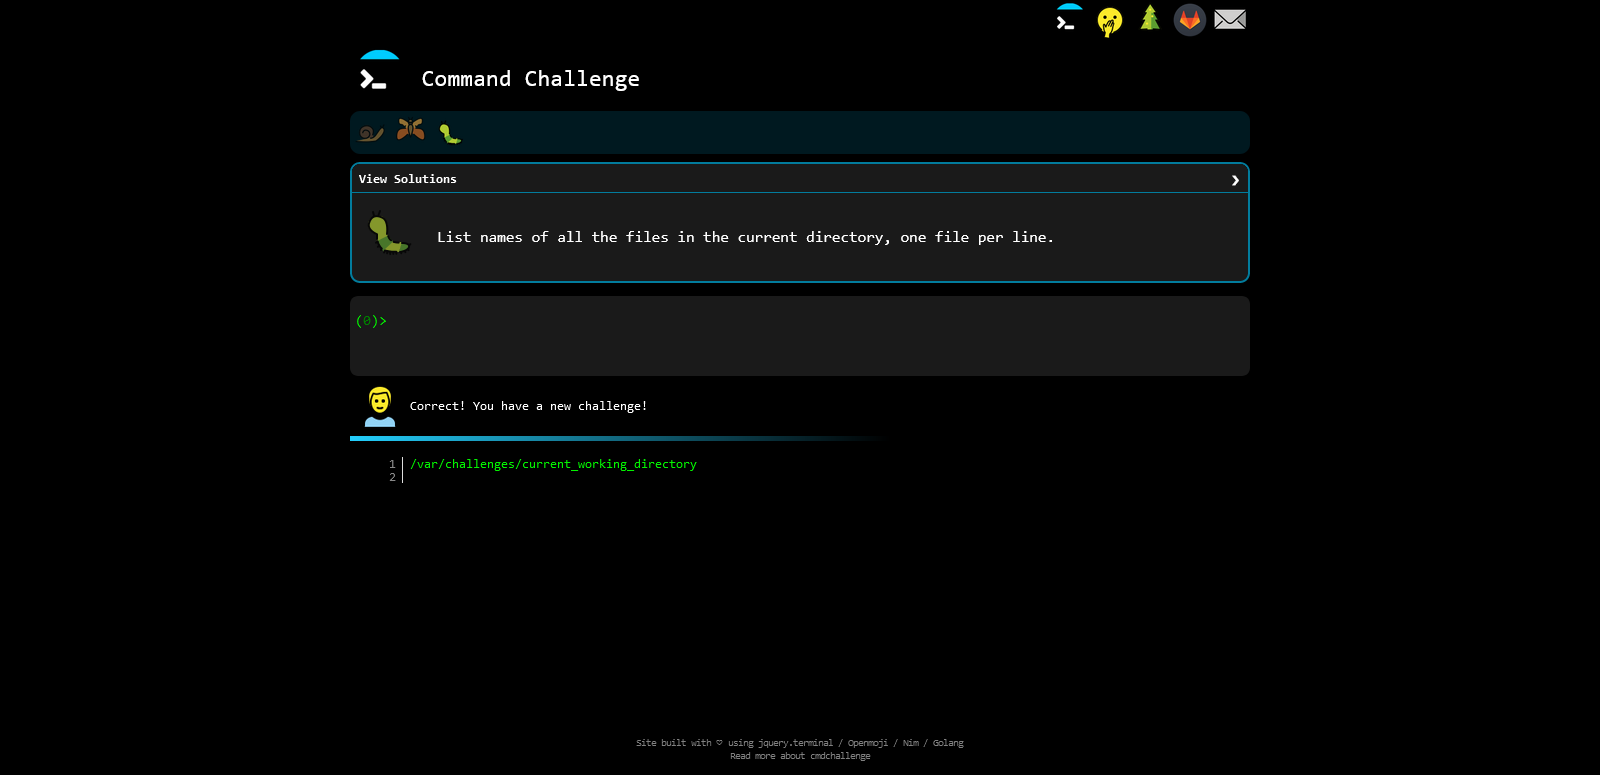 Command Challenge
View Solutions
List names of all the files in the current directory, one file per line.
(0)>
Correct! You have a new challenge!
1 /var/challenges/current_working_directory
2
Site built with ♡ using jquery.terminal / Openmoji / Nim / Golang
Read more about cmdchallenge